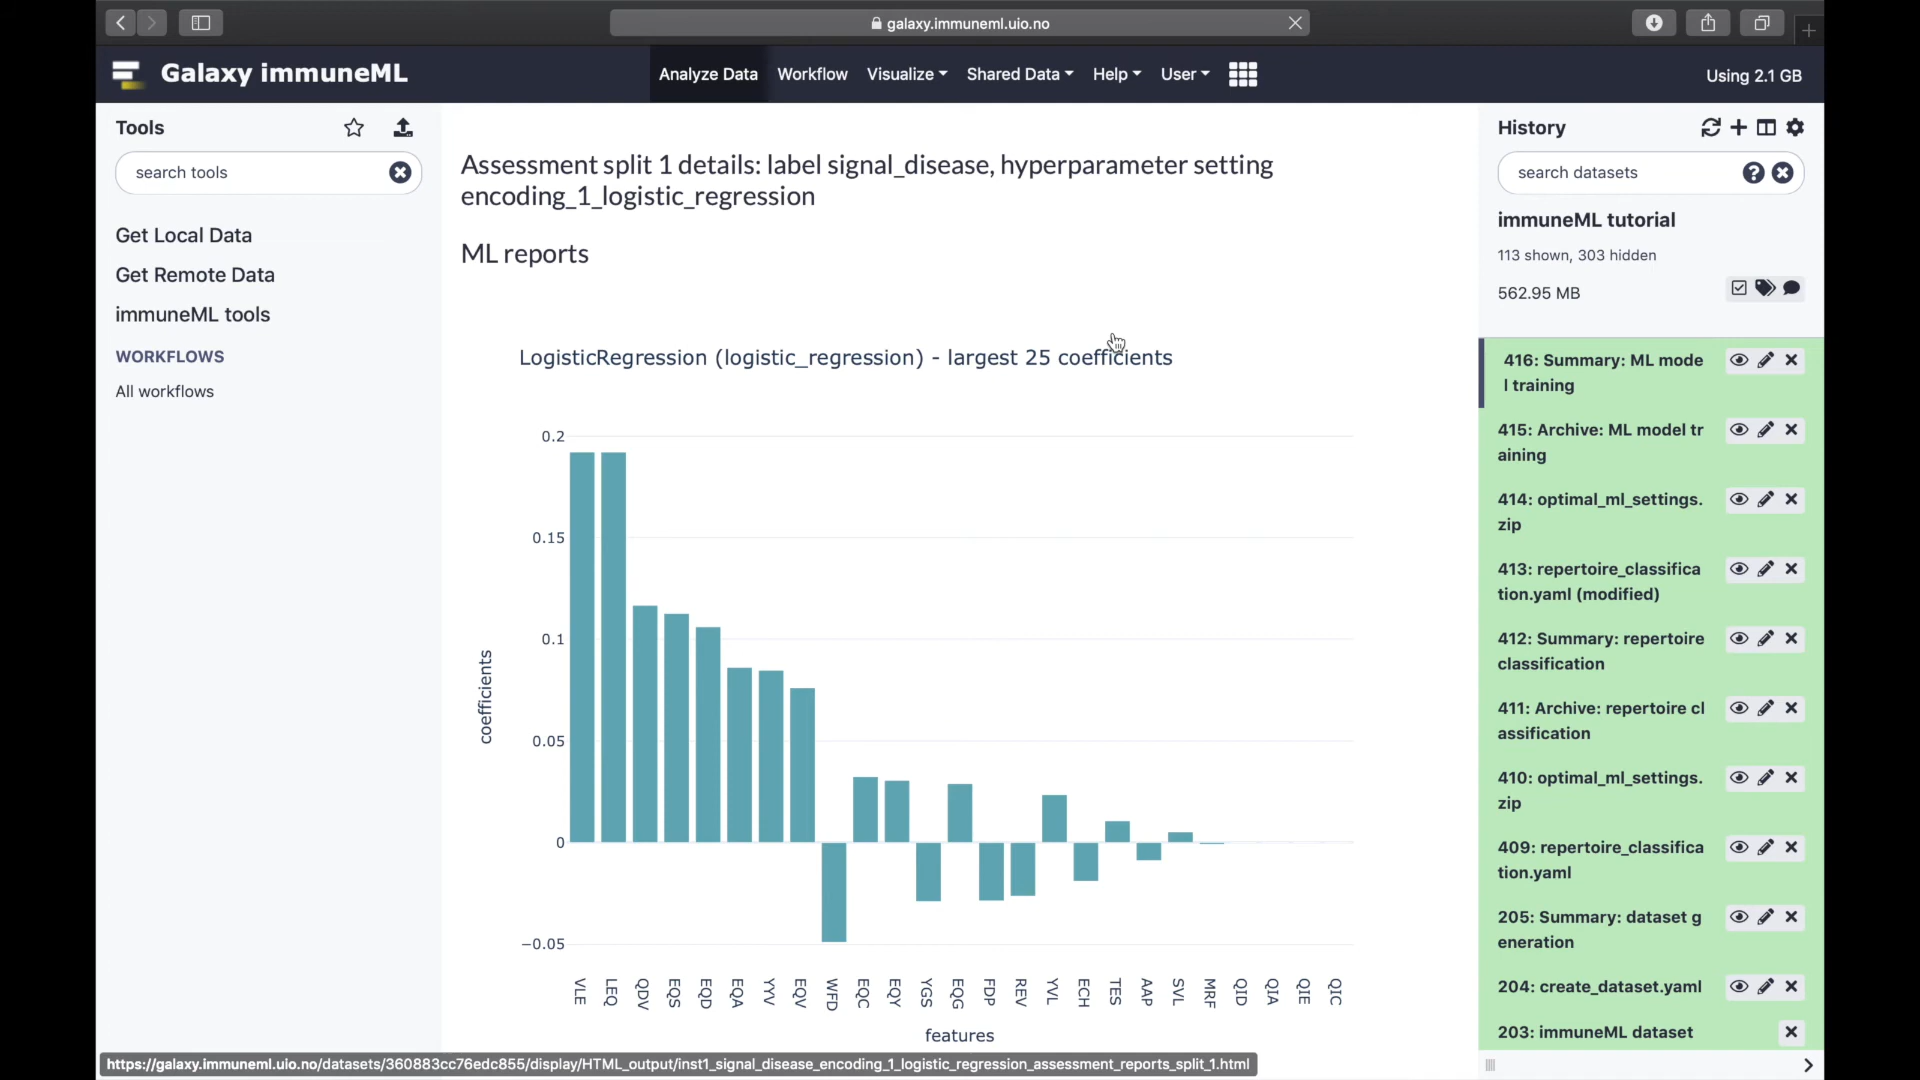 galaxy.immuneml.uio.no
Galaxy immuneML
Analyze Data Workflow Visualize Shared Data Help User
Using 2.1 GB
Tools
search tools
Get Local Data
Get Remote Data
immuneML tools
WORKFLOWS
All workflows
Assessment split 1 details: label signal_disease, hyperparameter setting
encoding_1_logistic_regression
ML reports
LogisticRegression (logistic_regression) - largest 25 coefficients
0.2
0.15
0.1
0.05
0
−0.05
coefficients
VLE LEQ QDV EQS EQD EQA YYV EQV WFD EQC EQY YGS EQG FDP REV YVL ECH TES AAP SVL MRF QID QIA QIE QIC
features
History
search datasets
immuneML tutorial
113 shown, 303 hidden
562.95 MB
416: Summary: ML mode
l training
415: Archive: ML model tr
aining
414: optimal_ml_settings.
zip
413: repertoire_classifica
tion.yaml (modified)
412: Summary: repertoire
classification
411: Archive: repertoire cl
assification
410: optimal_ml_settings.
zip
409: repertoire_classifica
tion.yaml
205: Summary: dataset g
eneration
204: create_dataset.yaml
203: immuneML dataset
https://galaxy.immuneml.uio.no/datasets/360883cc76edc855/display/HTML_output/inst1_signal_disease_encoding_1_logistic_regression_assessment_reports_split_1.html